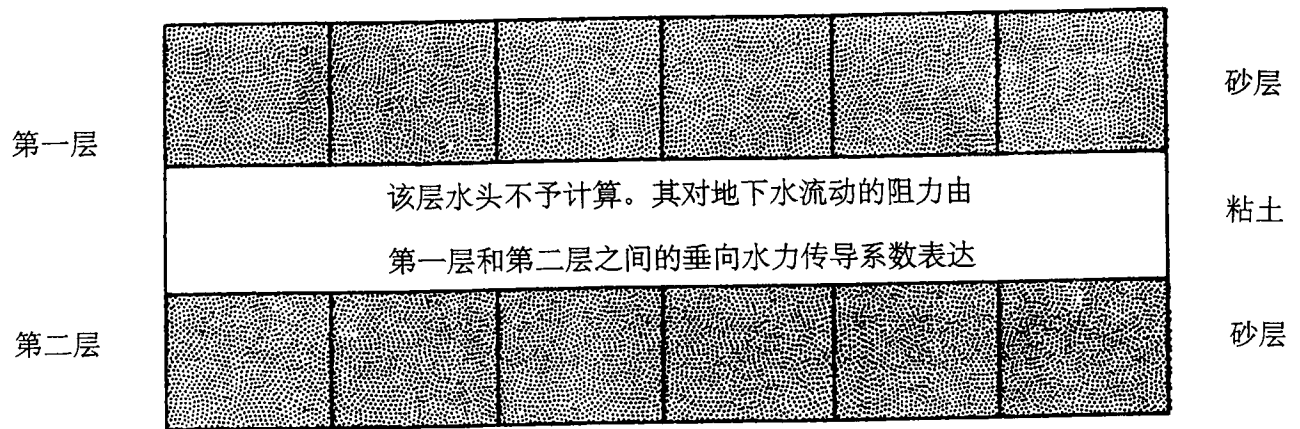 砂层
第一层
该层水头不予计算。其对地下水流动的阻力由
粘土
第一层和第二层之间的垂向水力传导系数表达
第二层
砂层